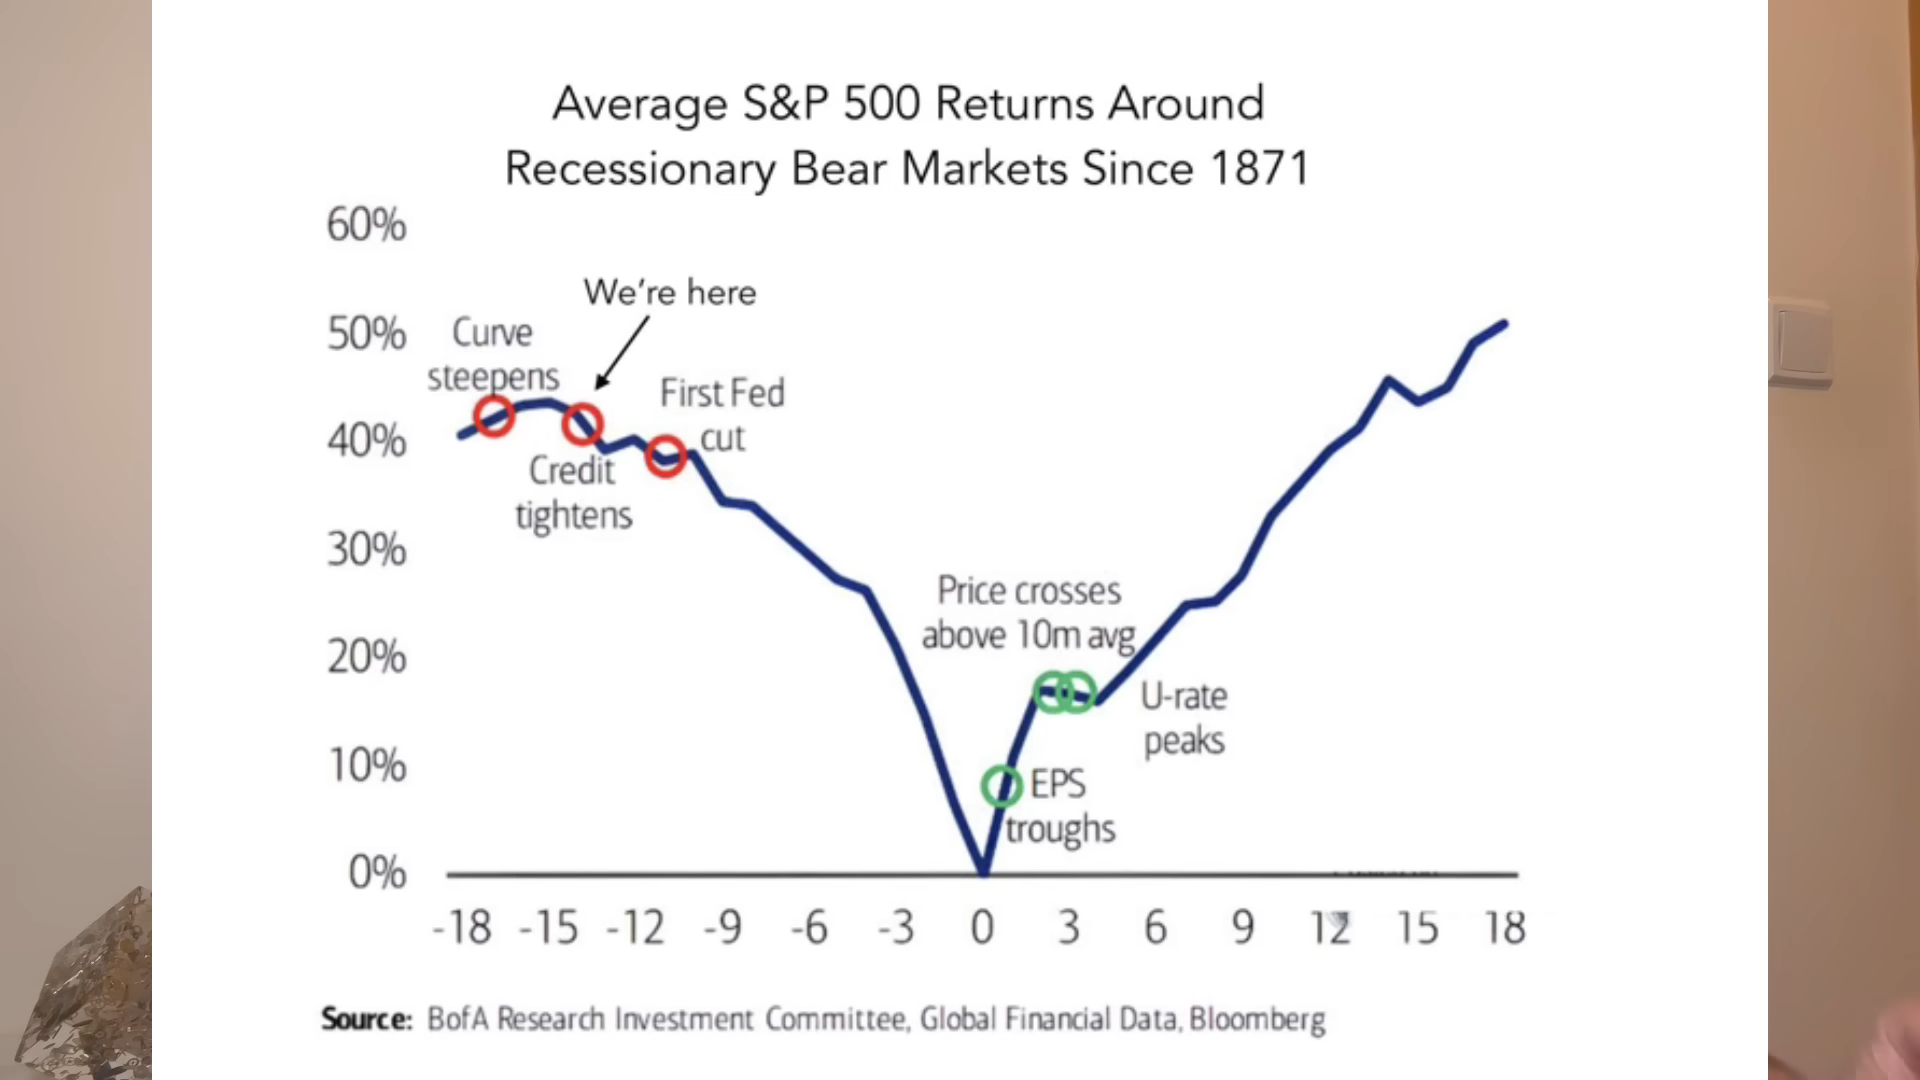 Average S&P 500 Returns Around
Recessionary Bear Markets Since 1871
60%
We're here
50%
Curve
steepens
First Fed
cut
40%
Credit
tightens
30%
Price crosses
above 10m avg
20%
U-rate
peaks
10%
EPS
troughs
0%
-18 -15 -12 -9 -6 -3 0 3 6 9 12 15 18
Source: BofA Research Investment Committee, Global Financial Data, Bloomberg